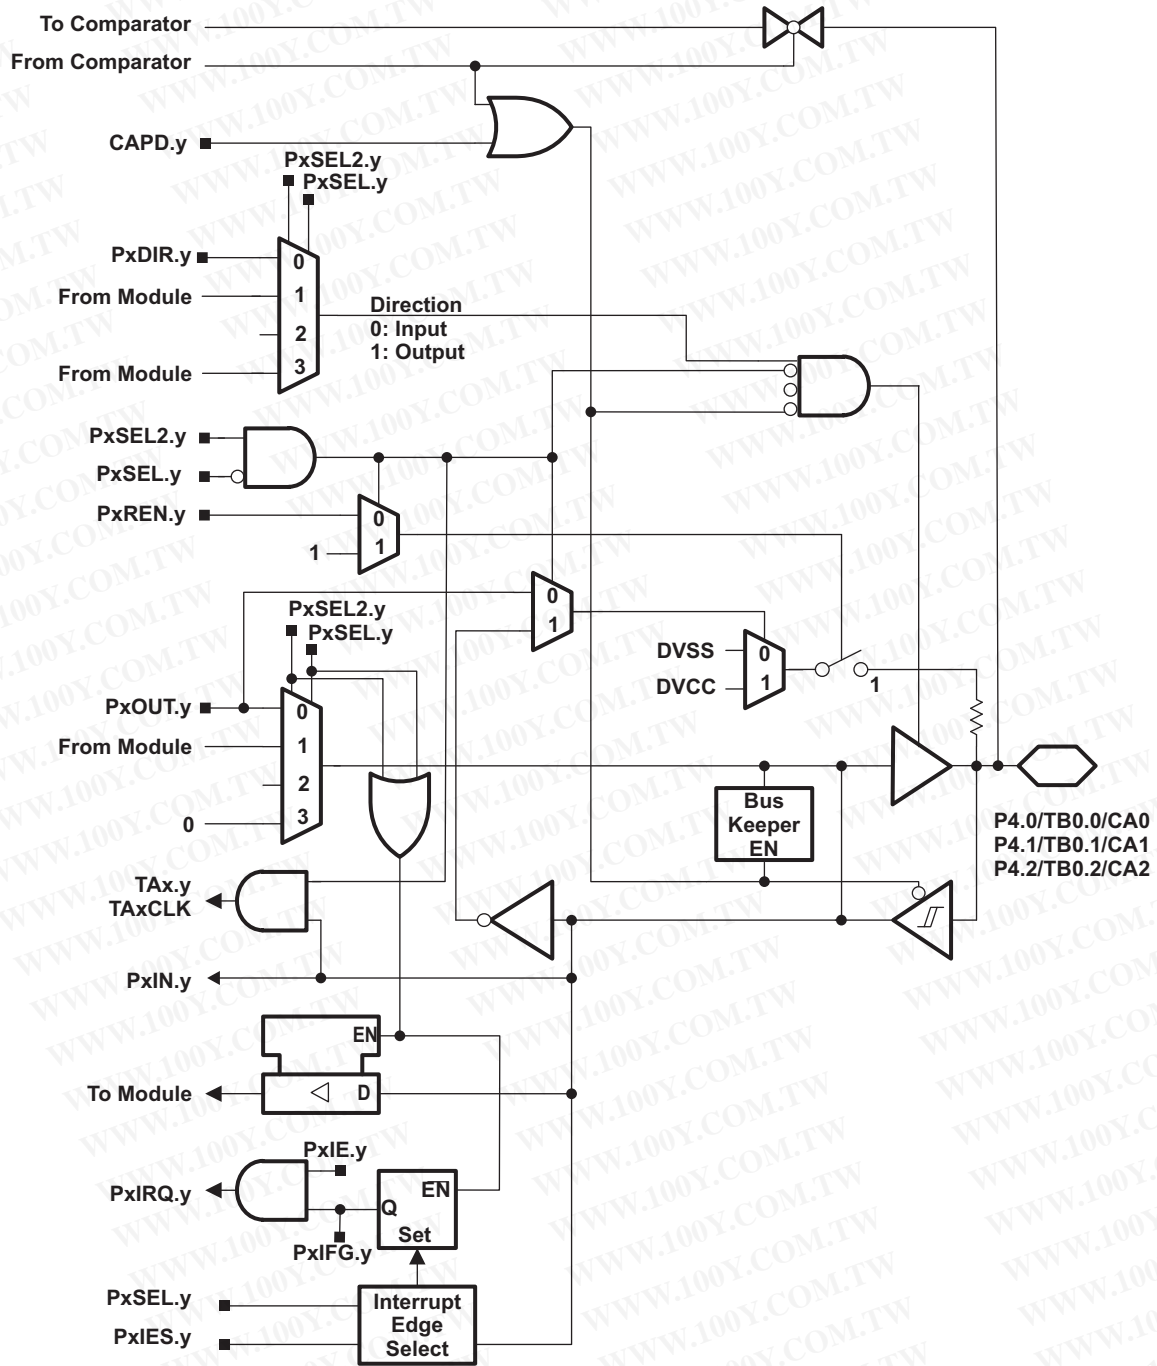 To Comparator
From Comparator
CAPD.y
PxSEL2.y
PxSEL.y
PxDIR.y
0
From Module
1
2
From Module
3
Direction
0: Input
1: Output
PxSEL2.y
PxSEL.y
PxREN.y
0
1
1
0
1
PxSEL2.y
PxSEL.y
DVSS
0
DVCC
1
1
PxOUT.y
0
From Module
1
2
0
3
Bus
Keeper
EN
P4.0/TB0.0/CA0
P4.1/TB0.1/CA1
P4.2/TB0.2/CA2
TAx.y
TAxCLK
PxIN.y
EN
To Module
D
PxIE.y
PxIRQ.y
EN
Q
Set
PxIFG.y
PxSEL.y
PxIES.y
Interrupt
Edge
Select
WWW.100Y.COM.TW